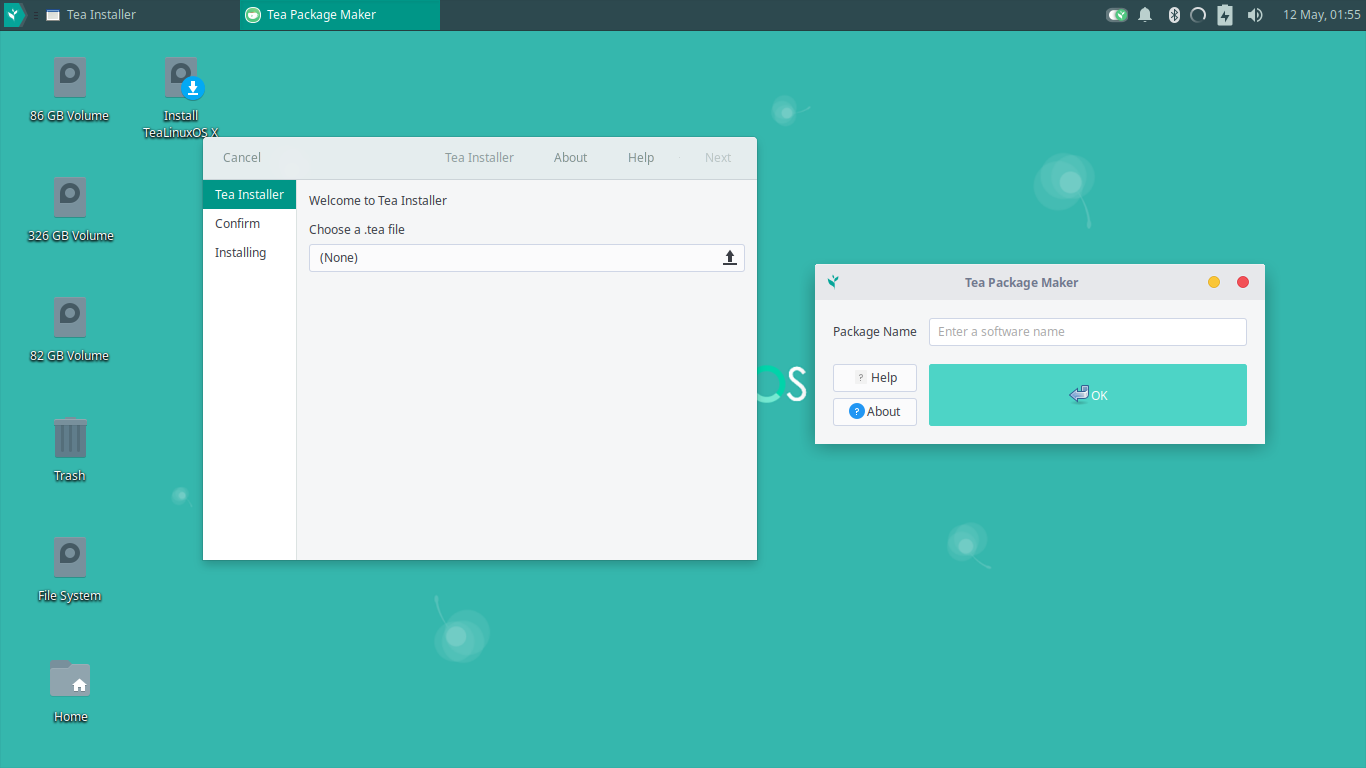 Tea Installer
Tea Package Maker
12 May, 01:55
86 GB Volume
Install
TeaLinuxOS X
326 GB Volume
82 GB Volume
Trash
File System
Home
Cancel
Tea Installer
About
Help
Next
Tea Installer
Confirm
Installing
Welcome to Tea Installer
Choose a .tea file
(None)
OS
Tea Package Maker
Package Name
Enter a software name
? Help
? About
OK